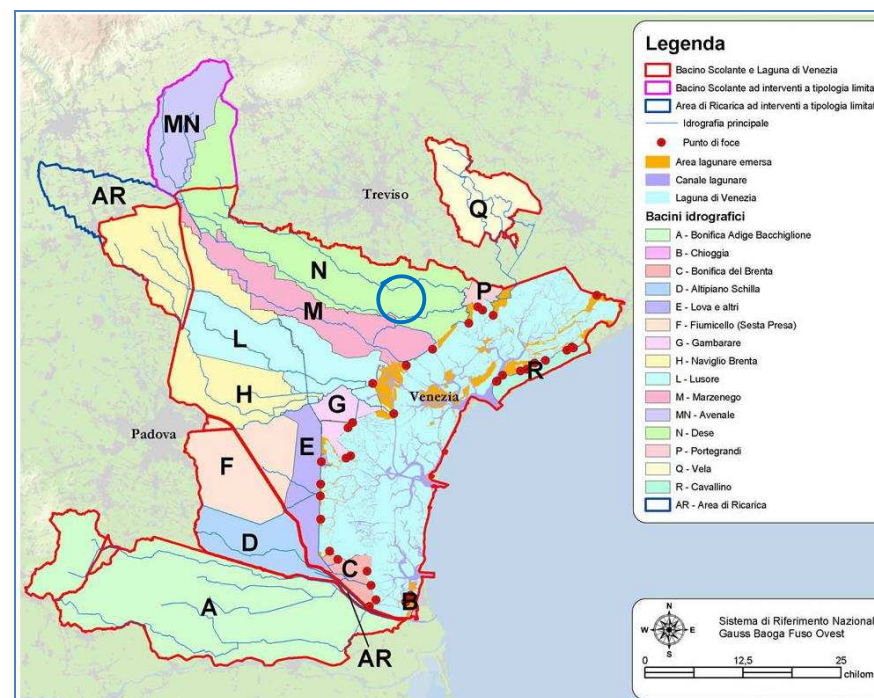 MN
AR
Treviso
Q
N
P
M
L
R
Venezia
H
G
Padova
E
F
D
C
B
A
AR
Legenda
Bacino Scolante e Laguna di Venezia
Bacino Scolante ad interventi a tipologia limitat
Area di Ricarica ad interventi a tipologia limitat
Idrografia principale
Punto di foce
Area lagunare emersa
Canale lagunare
Laguna di Venezia
Bacini idrografici
A - Bonifica Adige Bacchiglione
B - Chioggia
C - Bonifica del Brenta
D - Altipiano Schilla
E - Lova e altri
F - Fiumicello (Sesta Presa)
G - Gambarare
H - Naviglio Brenta
L - Lusore
M - Marzenego
MN - Avenale
N - Dese
P - Portegrandi
Q - Vela
R - Cavallino
AR - Area di Ricarica
N
W E
S
Sistema di Riferimento Nazional
Gauss Baoga Fuso Ovest
0 12,5 25
chilom